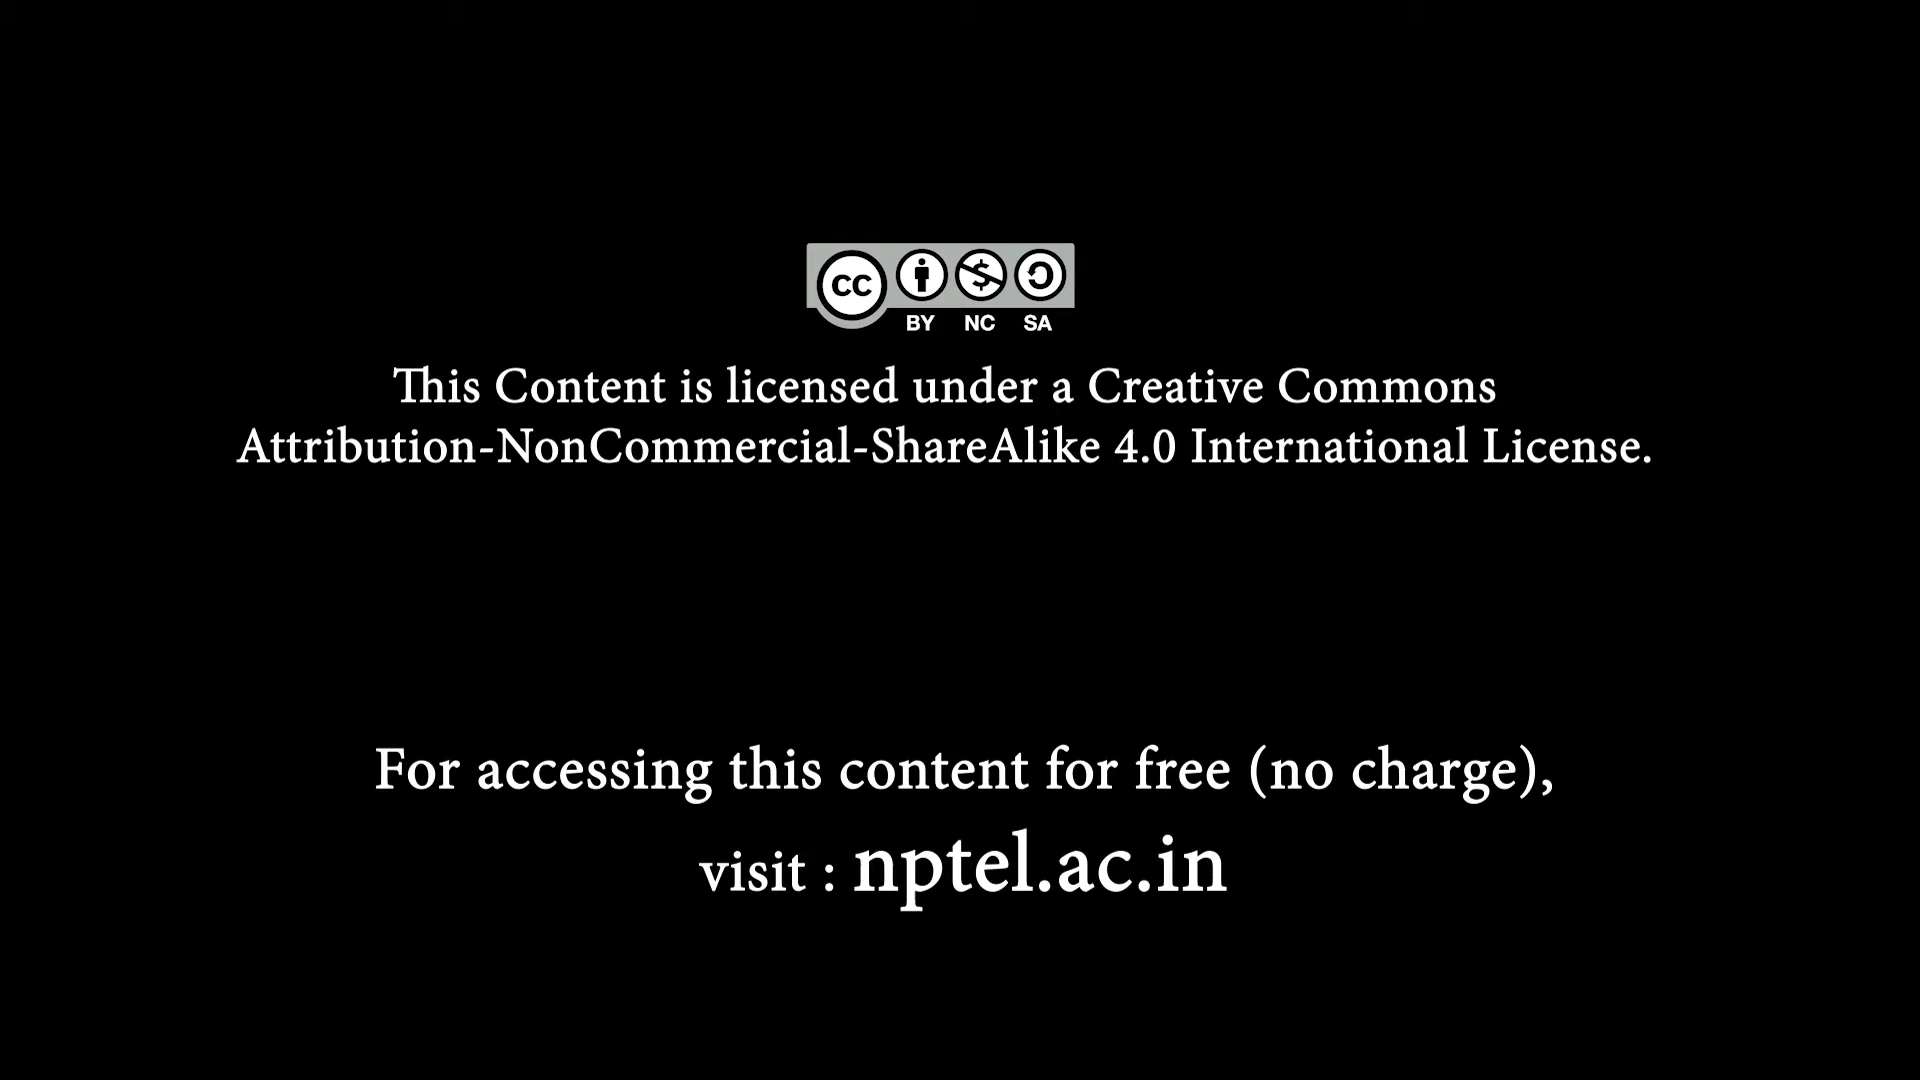 cc
BY NC SA
This Content is licensed under a Creative Commons
Attribution-NonCommercial-ShareAlike 4.0 International License.
For accessing this content for free (no charge),
visit : nptel.ac.in